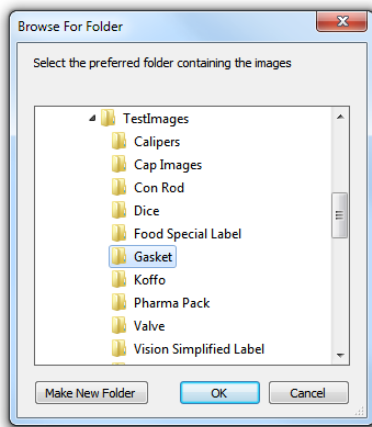 Browse For Folder
Select the preferred folder containing the images
TestImages
Calipers
Cap Images
Con Rod
Dice
Food Special Label
Gasket
Koffo
Pharma Pack
Valve
Vision Simplified Label
Make New Folder
OK
Cancel